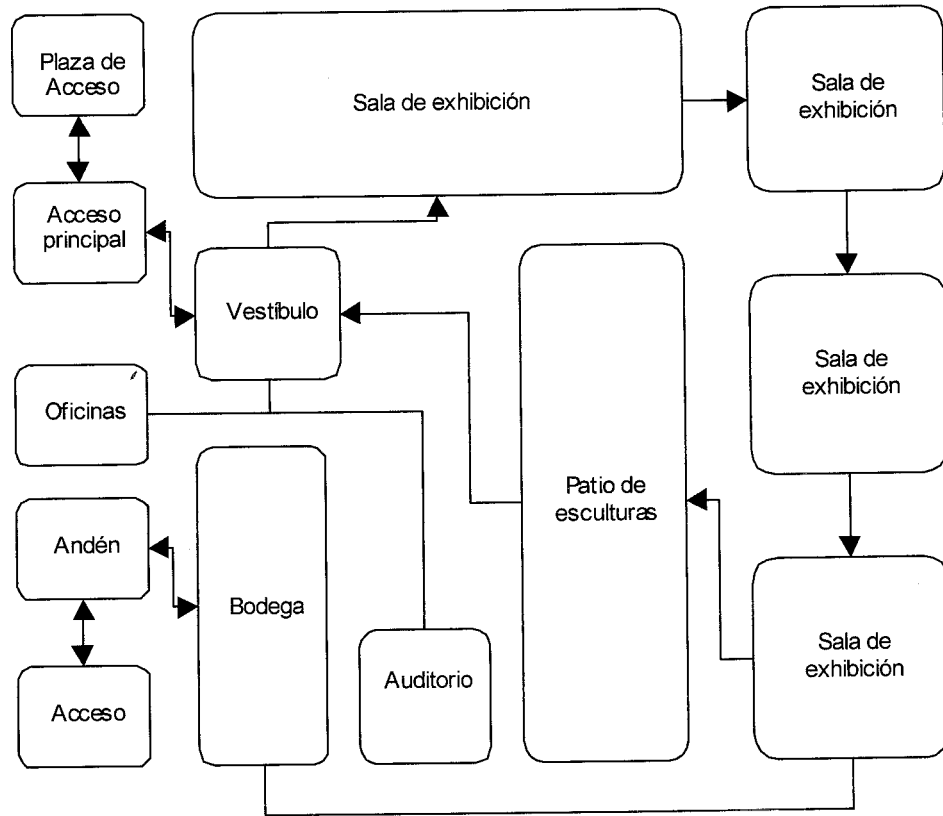 Plaza de
Acceso
Sala de exhibición
Sala de
exhibición
Acceso
principal
Vestíbulo
Sala de
exhibición
Oficinas
Patio de
esculturas
Andén
Bodega
Sala de
exhibición
Auditorio
Acceso